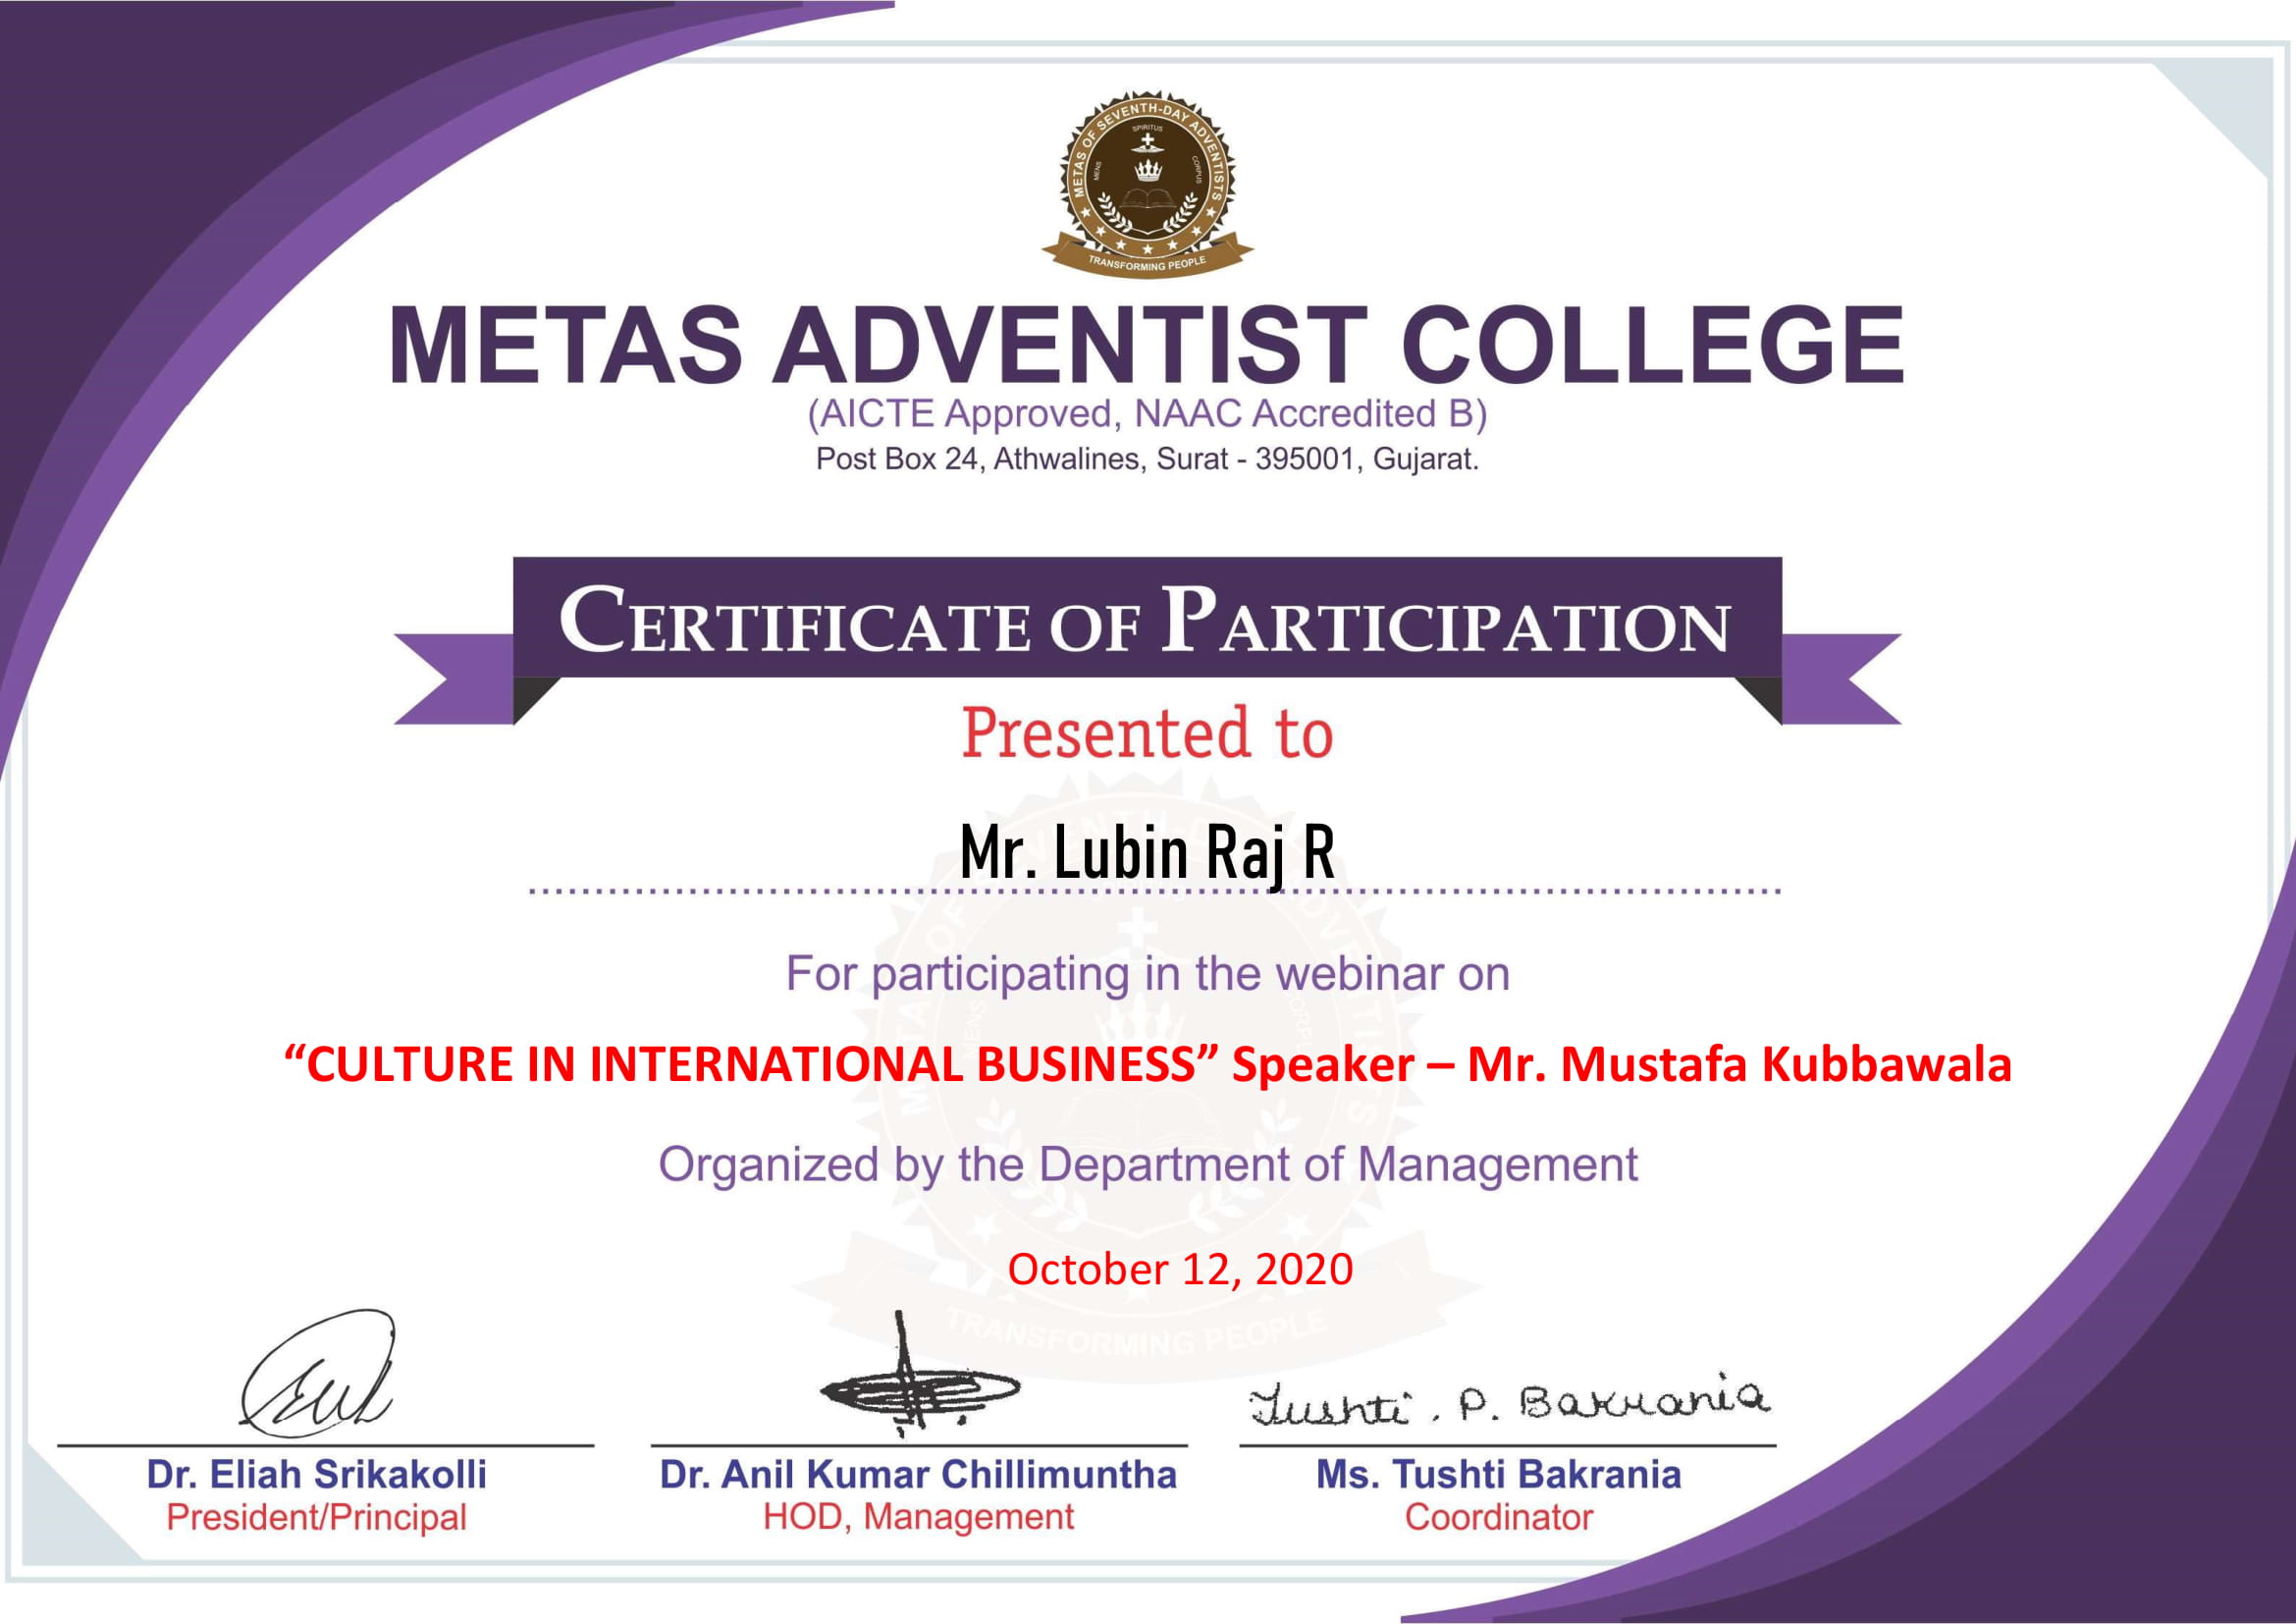 METAS OF SEVENTH-DAY ADVENTISTS
SPIRITUS
MENS
CORPUS
TRANSFORMING PEOPLE
METAS ADVENTIST COLLEGE
(AICTE Approved, NAAC Accredited B)
Post Box 24, Athwalines, Surat - 395001, Gujarat.
CERTIFICATE OF PARTICIPATION
Presented to
Mr. Lubin Raj R
For participating in the webinar on
“CULTURE IN INTERNATIONAL BUSINESS” Speaker – Mr. Mustafa Kubbawala
Organized by the Department of Management
October 12, 2020
TRANSFORMING PEOPLE
Tushti . P. Bakrania
Dr. Eliah Srikakolli
President/Principal
Dr. Anil Kumar Chillimuntha
HOD, Management
Ms. Tushti Bakrania
Coordinator